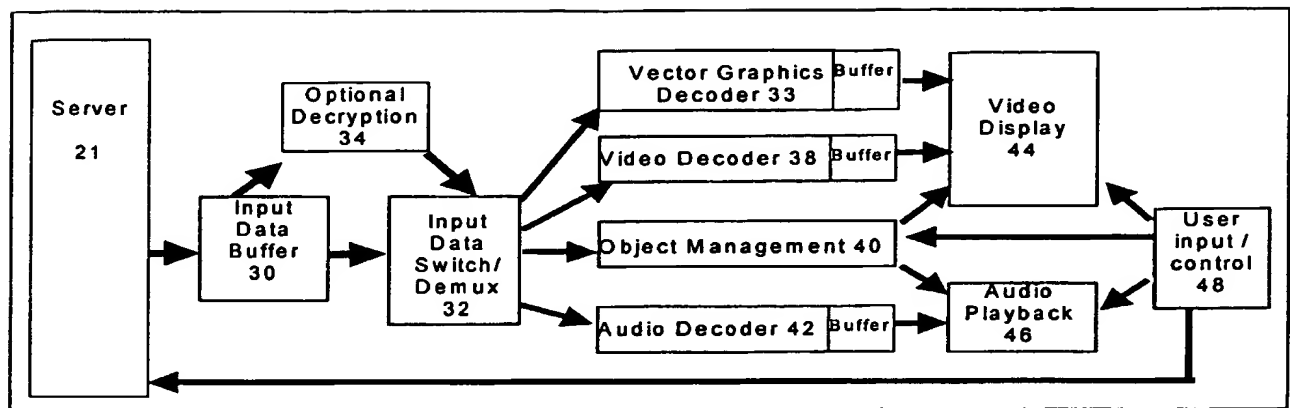 Server
21
Optional
Decryption
34
Input
Data
Buffer
30
Input
Data
Switch/
Demux
32
Vector Graphics
Decoder 33
Buffer
Video Decoder 38
Buffer
Object Management 40
Audio Decoder 42
Buffer
Video
Display
44
Audio
Playback
46
User
input /
control
48